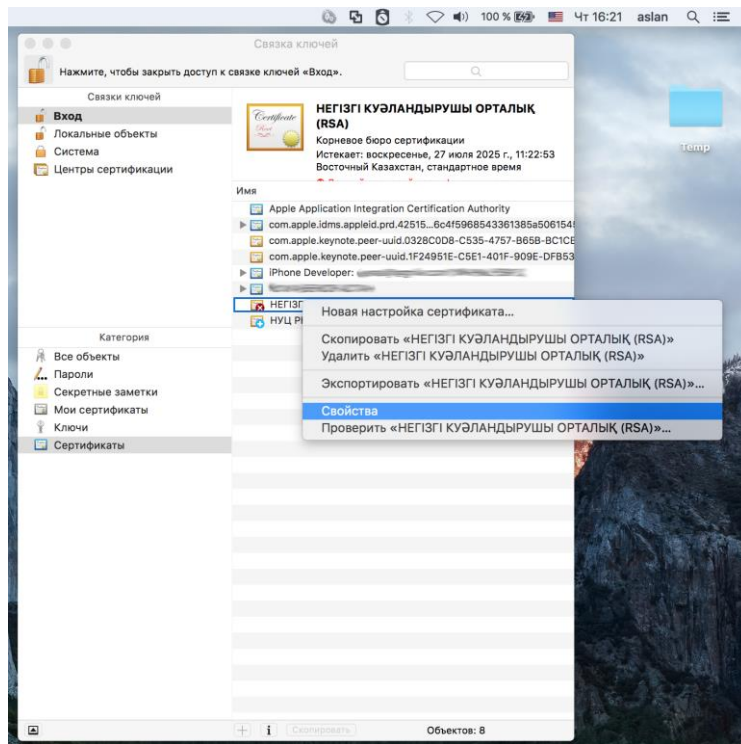 100 % Чт 16:21 aslan
Связка ключей
Нажмите, чтобы закрыть доступ к связке ключей «Вход».
Связки ключей
Вход
Локальные объекты
Система
Центры сертификации
Certificate
Root
НЕГІЗГІ КУӘЛАНДЫРУШЫ ОРТАЛЫҚ
(RSA)
Корневое бюро сертификации
Истекает: воскресенье, 27 июля 2025 г., 11:22:53
Восточный Казахстан, стандартное время
Temp
Имя
Apple Application Integration Certification Authority
com.apple.idms.appleid.prd.42515...6c4f5968543361385a5061545
com.apple.keynote.peer-uuid.0328C0D8-C535-4757-B65B-BC1CE
com.apple.keynote.peer-uuid.1F24951E-C5E1-401F-909E-DFB53
iPhone Developer:
НЕГІЗГ
НУЦ РІ
Новая настройка сертификата...
Скопировать «НЕГІЗГІ КУӘЛАНДЫРУШЫ ОРТАЛЫҚ (RSA)»
Удалить «НЕГІЗГІ КУӘЛАНДЫРУШЫ ОРТАЛЫҚ (RSA)»
Экспортировать «НЕГІЗГІ КУӘЛАНДЫРУШЫ ОРТАЛЫҚ (RSA)»...
Свойства
Проверить «НЕГІЗГІ КУӘЛАНДЫРУШЫ ОРТАЛЫҚ (RSA)»...
Категория
Все объекты
Пароли
Секретные заметки
Мои сертификаты
Ключи
Сертификаты
Скопировать
Объектов: 8